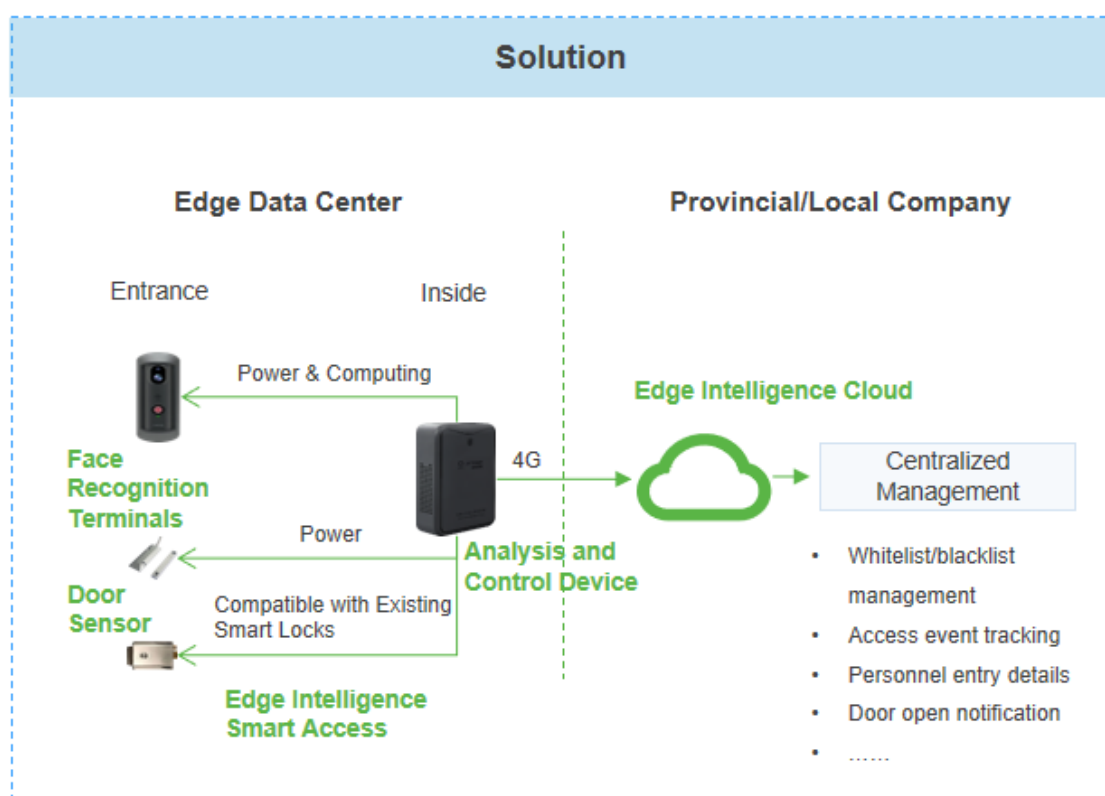 Solution
Edge Data Center
Provincial/Local Company
Entrance
Inside
Power & Computing
Face
Recognition
Terminals
4G
Edge Intelligence Cloud
Centralized
Management
Power
Analysis and
Control Device
Door
Sensor
Compatible with Existing
Smart Locks
Edge Intelligence
Smart Access
• Whitelist/blacklist
management
• Access event tracking
• Personnel entry details
• Door open notification
• ……